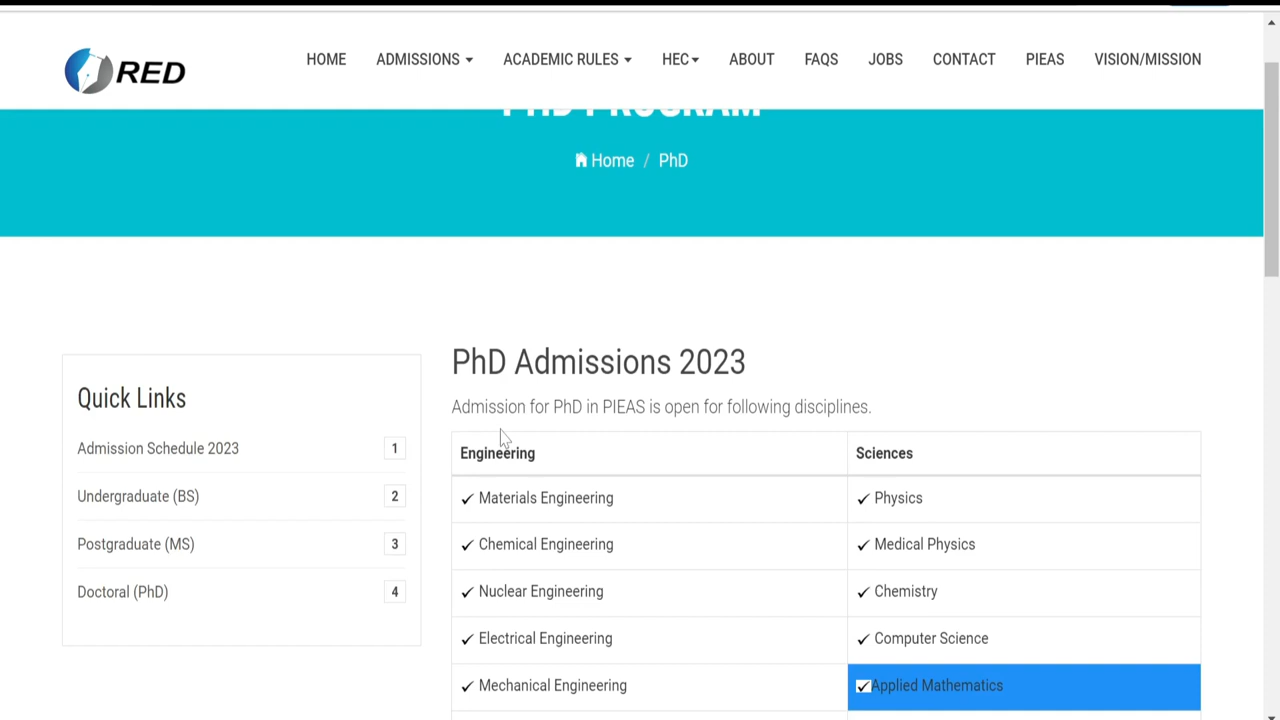 RED
HOME ADMISSIONS ACADEMIC RULES HEC ABOUT FAQS JOBS CONTACT PIEAS VISION/MISSION
PHD PROGRAM
Home / PhD
Quick Links
Admission Schedule 2023 1
Undergraduate (BS) 2
Postgraduate (MS) 3
Doctoral (PhD) 4
PhD Admissions 2023
Admission for PhD in PIEAS is open for following disciplines.
Engineering Sciences
✓ Materials Engineering ✓ Physics
✓ Chemical Engineering ✓ Medical Physics
✓ Nuclear Engineering ✓ Chemistry
✓ Electrical Engineering ✓ Computer Science
✓ Mechanical Engineering ✓ Applied Mathematics